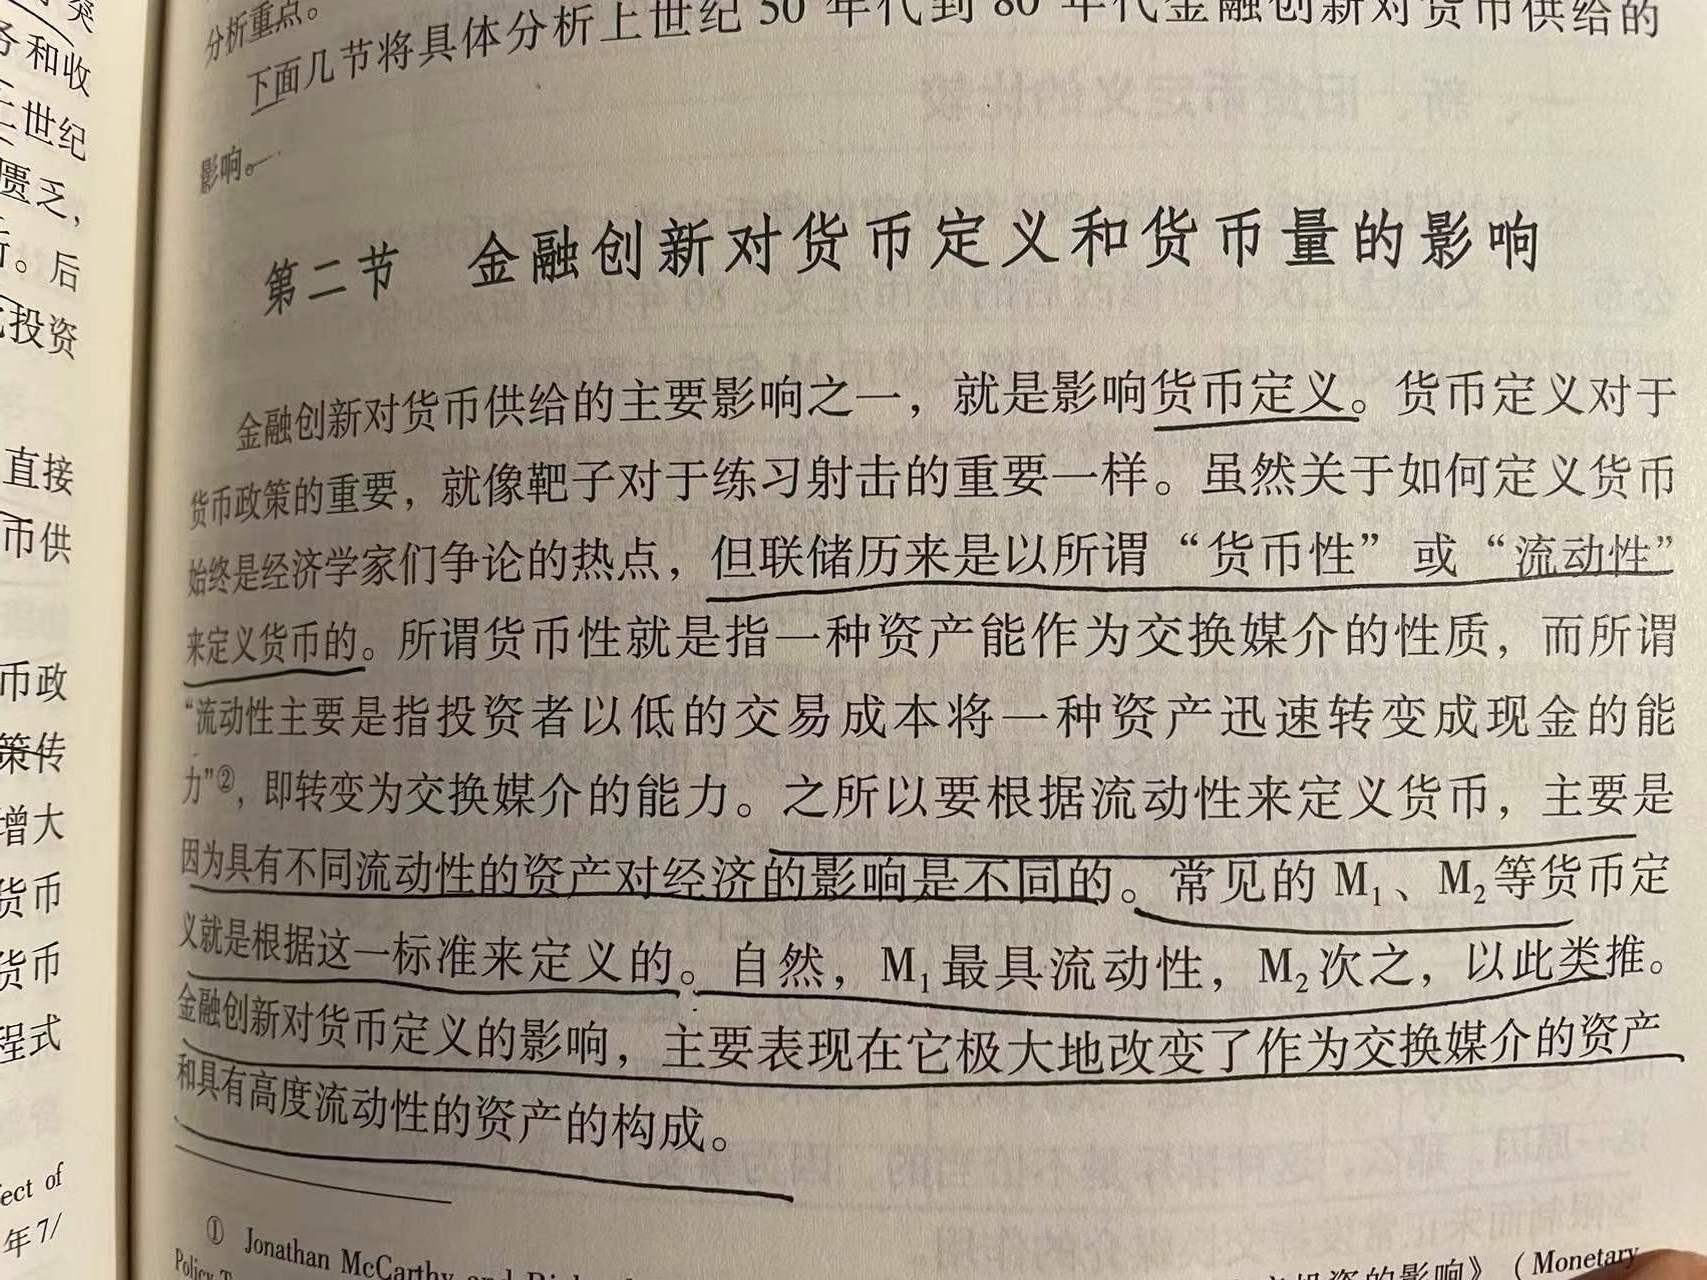 突
务和收
上世纪
匮乏，
后
投资
直接
币供
币政
策传
增大
货币
货币
程式
ect of
年7/
分析重点。
下面几节将具体分析上世纪50年代到80年代金融创新对货币供给的
影响。
第二节 金融创新对货币定义和货币量的影响
金融创新对货币供给的主要影响之一，就是影响货币定义。货币定义对于
货币政策的重要，就像靶子对于练习射击的重要一样。虽然关于如何定义货币
始终是经济学家们争论的热点，但联储历来是以所谓“货币性”或“流动性”
来定义货币的。所谓货币性就是指一种资产能作为交换媒介的性质，而所谓
“流动性主要是指投资者以低的交易成本将一种资产迅速转变成现金的能
力”②，即转变为交换媒介的能力。之所以要根据流动性来定义货币，主要是
因为具有不同流动性的资产对经济的影响是不同的。常见的 M₁、M₂等货币定
义就是根据这一标准来定义的。自然，M₁最具流动性，M₂次之，以此类推。
金融创新对货币定义的影响，主要表现在它极大地改变了作为交换媒介的资产
和具有高度流动性的资产的构成。
① Jonathan McCarthy and
投资的影响》（Monetary
Policy